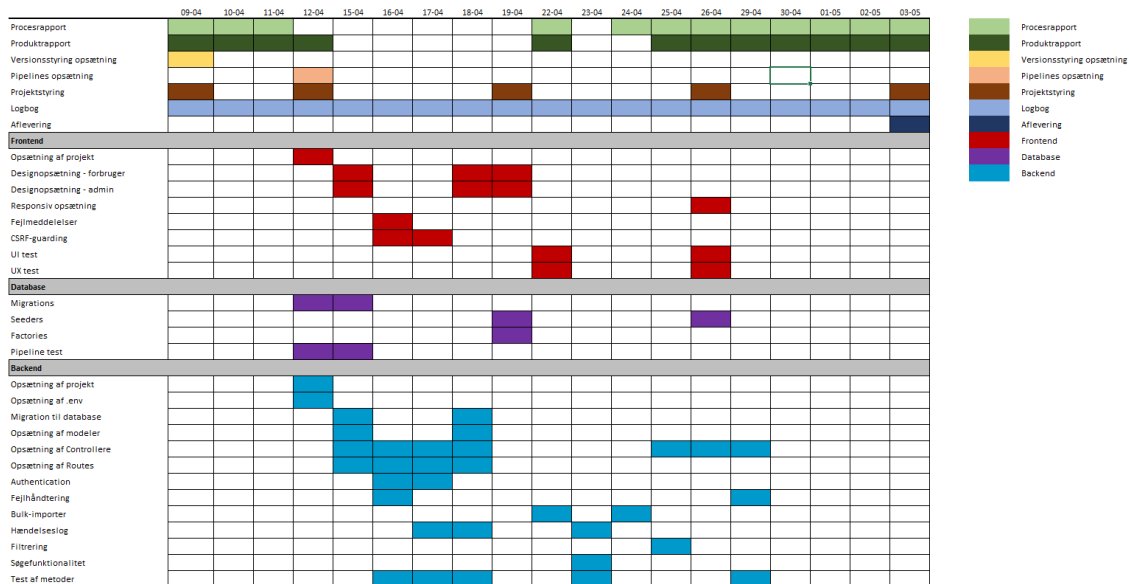 09-04 10-04 11-04 12-04 15-04 16-04 17-04 18-04 19-04 22-04 23-04 24-04 25-04 26-04 29-04 30-04 01-05 02-05 03-05
Procesrapport
Produktrapport
Versionsstyring opsætning
Pipelines opsætning
Projektstyring
Logbog
Aflevering
Frontend
Opsætning af projekt
Designopsætning - forbruger
Designopsætning - admin
Responsiv opsætning
Fejlmeddelelser
CSRF-guarding
UI test
UX test
Database
Migrations
Seeders
Factories
Pipeline test
Backend
Opsætning af projekt
Opsætning af .env
Migration til database
Opsætning af modeler
Opsætning af Controllere
Opsætning af Routes
Authentication
Fejlhåndtering
Bulk-importer
Hændelseslog
Filtrering
Søgefunktionalitet
Test af metoder
Procesrapport
Produktrapport
Versionsstyring opsætning
Pipelines opsætning
Projektstyring
Logbog
Aflevering
Frontend
Database
Backend